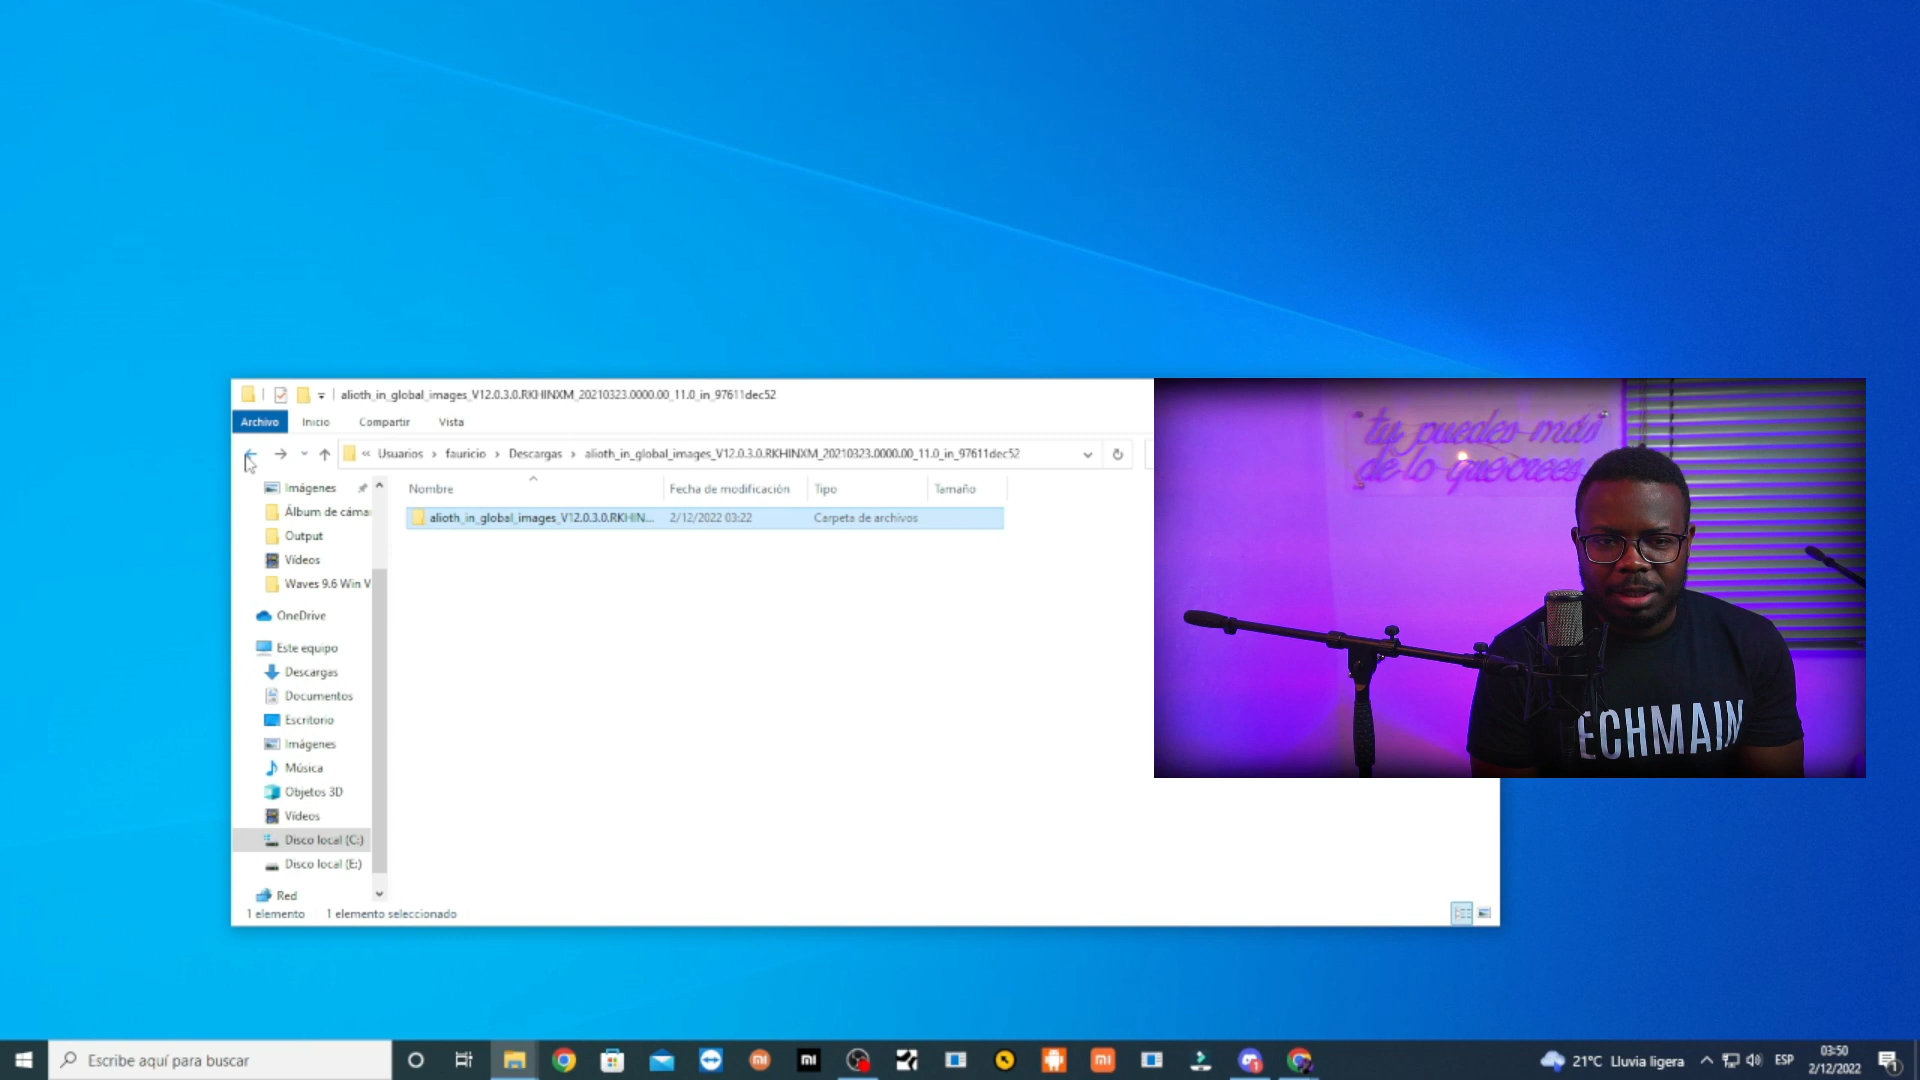 alioth_in_global_images_V12.0.3.0.RKHINXM_20210323.0000.00_11.0_in_97611dec52
Archivo Inicio Compartir Vista
« Usuarios › fauricio › Descargas › alioth_in_global_images_V12.0.3.0.RKHINXM_20210323.0000.00_11.0_in_97611dec52
Nombre Fecha de modificación Tipo Tamaño
alioth_in_global_images_V12.0.3.0.RKHIN... 2/12/2022 03:22 Carpeta de archivos
Imágenes
Álbum de cáma
Output
Vídeos
Waves 9.6 Win V
OneDrive
Este equipo
Descargas
Documentos
Escritorio
Imágenes
Música
Objetos 3D
Vídeos
Disco local (C:)
Disco local (E:)
Red
1 elemento 1 elemento seleccionado
tu puedes más
de lo que crees
ECHMAIN
Escribe aquí para buscar
21°C Lluvia ligera
ESP
03:50
2/12/2022